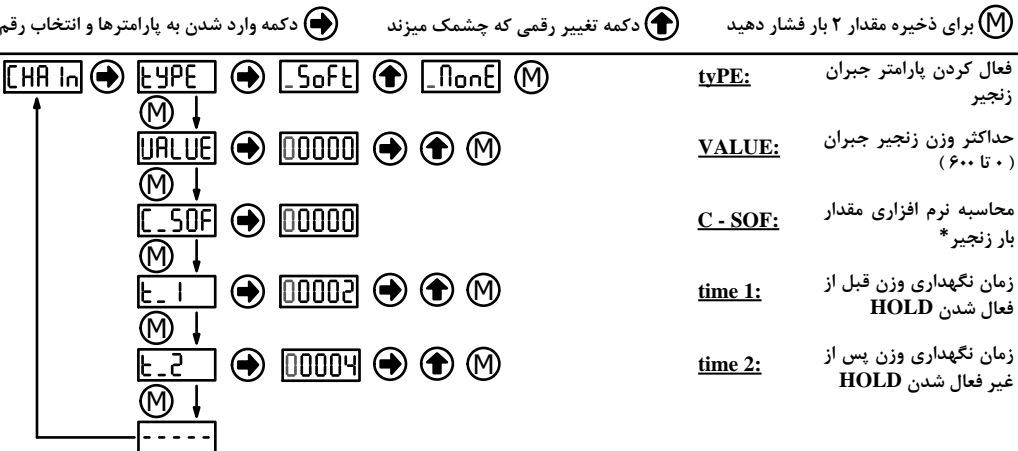 Ⓜ برای ذخیره مقدار ۲ بار فشار دهید دکمه تغییر رقمی که چشمک میزند دکمه وارد شدن به پارامترها و انتخاب رقم
CHAIn tYPE _SoFt _NonE Ⓜ tyPE: فعال کردن پارامتر جبران
زنجیر
Ⓜ
VALUE 00000 Ⓜ VALUE: حداکثر وزن زنجیر جبران
(۰ تا ۶۰۰)
Ⓜ
C_SOF 00000 C - SOF: محاسبه نرم افزاری مقدار
بار زنجیر*
Ⓜ
t_1 00002 Ⓜ time 1: زمان نگهداری وزن قبل از
فعال شدن HOLD
Ⓜ
t_2 00004 Ⓜ time 2: زمان نگهداری وزن پس از
غیر فعال شدن HOLD
Ⓜ
-----